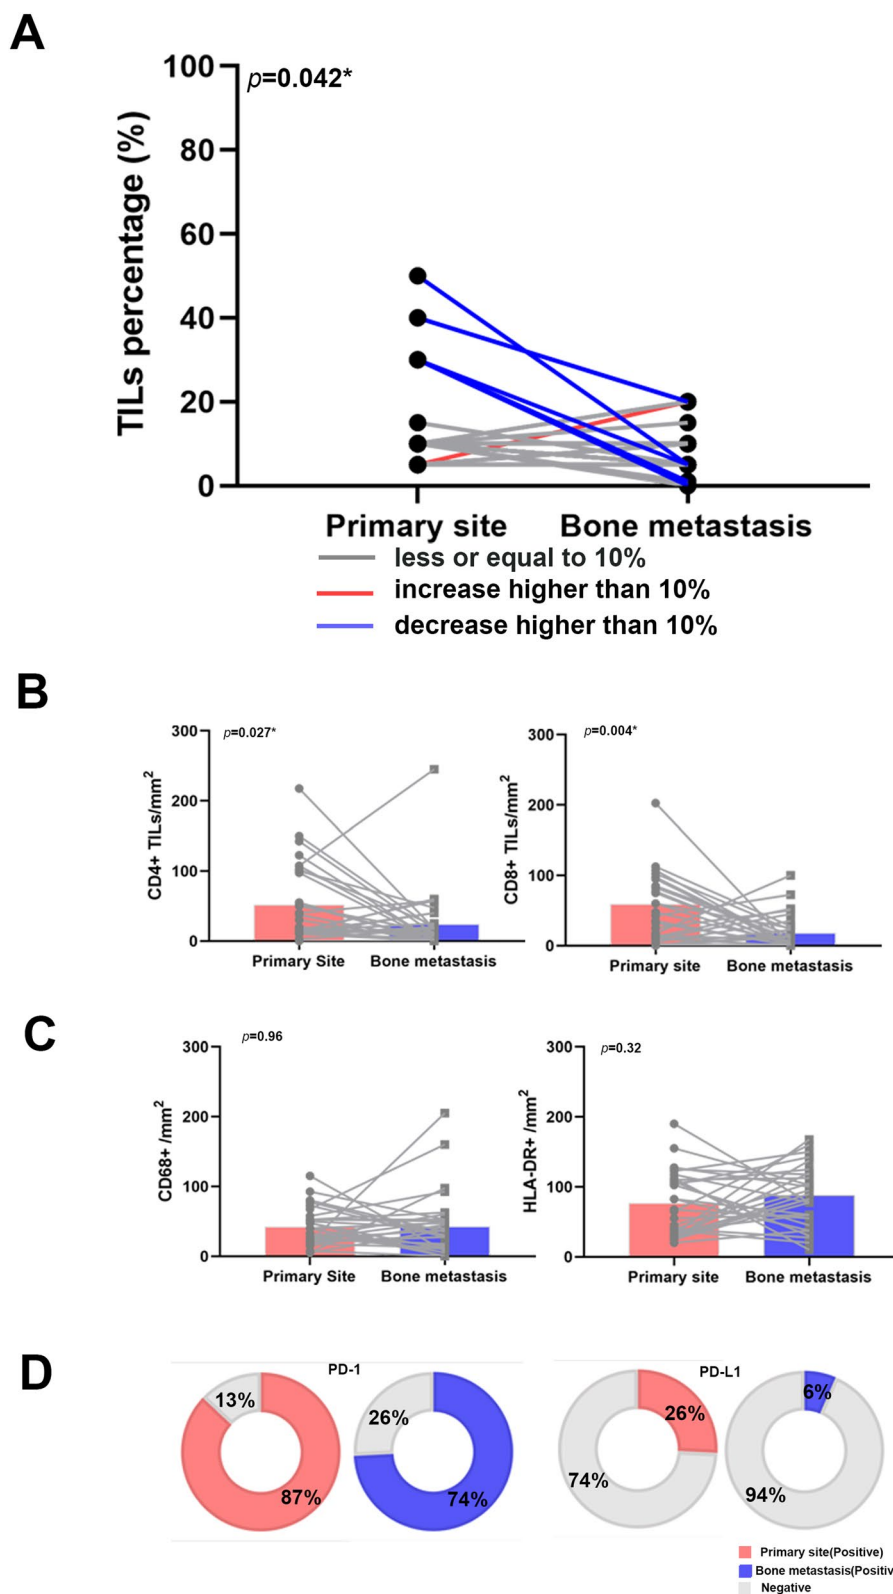 A
p=0.042*
TILs percentage (%)
100
80
60
40
20
0
Primary site
Bone metastasis
less or equal to 10%
increase higher than 10%
decrease higher than 10%
B
p=0.027*
CD4+ TILs/mm2
300
200
100
0
Primary Site
Bone metastasis
p=0.004*
CD8+ TILs/mm2
300
200
100
0
Primary site
Bone metastasis
C
p=0.96
CD68+ /mm2
300
200
100
0
Primary Site
Bone metastasis
p=0.32
HLA-DR+ /mm2
300
200
100
0
Primary site
Bone metastasis
D
PD-1
13%
87%
26%
74%
PD-L1
26%
74%
6%
94%
Primary site(Positive)
Bone metastasis(Positiv
Negative